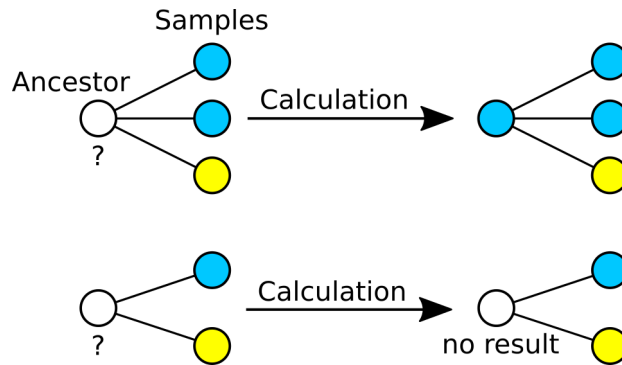 Samples
Ancestor
Calculation
?
Calculation
?
no result